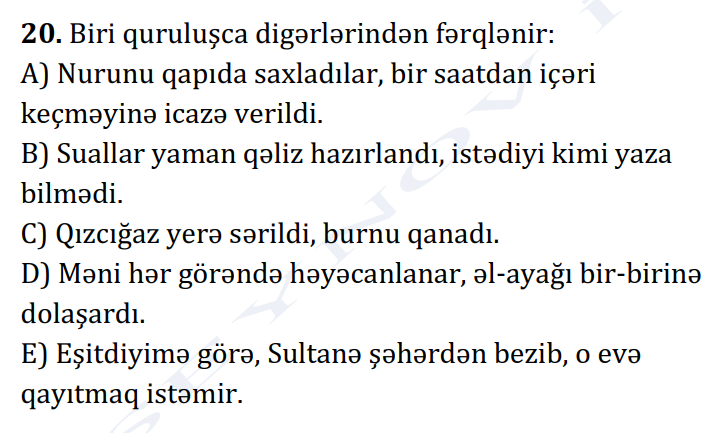 20. Biri quruluşca digərlərindən fərqlənir:
A) Nurunu qapıda saxladılar, bir saatdan içəri
keçməyinə icazə verildi.
B) Suallar yaman qəliz hazırlandı, istədiyi kimi yaza
bilmədi.
C) Qızcığaz yerə sərildi, burnu qanadı.
D) Məni hər görəndə həyəcanlanar, əl-ayağı bir-birinə
dolaşardı.
E) Eşitdiyimə görə, Sultanə şəhərdən bezib, o evə
qayıtmaq istəmir.